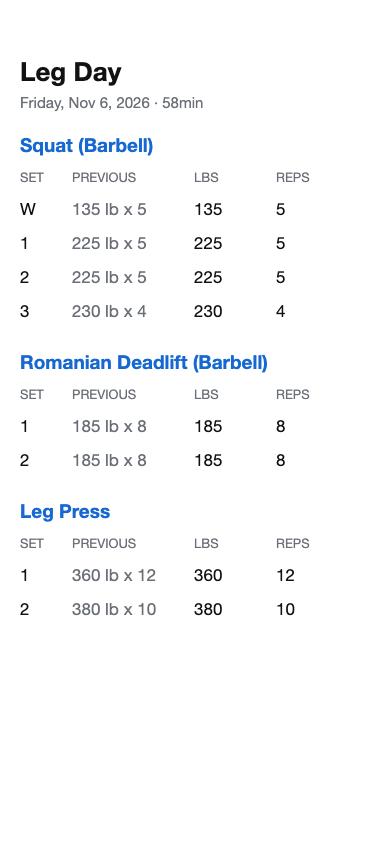 Leg Day
Friday, Nov 6, 2026 · 58min
Squat (Barbell)
SET PREVIOUS LBS REPS
W 135 lb x 5 135 5
1 225 lb x 5 225 5
2 225 lb x 5 225 5
3 230 lb x 4 230 4
Romanian Deadlift (Barbell)
SET PREVIOUS LBS REPS
1 185 lb x 8 185 8
2 185 lb x 8 185 8
Leg Press
SET PREVIOUS LBS REPS
1 360 lb x 12 360 12
2 380 lb x 10 380 10